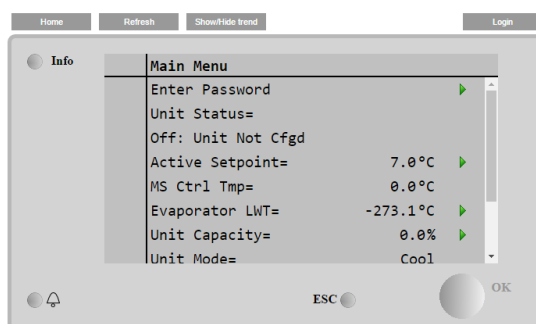 Home Refresh Show/Hide trend Login
Info
Main Menu
Enter Password
Unit Status=
Off: Unit Not Cfgd
Active Setpoint= 7.0°C
MS Ctrl Tmp= 0.0°C
Evaporator LWT= -273.1°C
Unit Capacity= 0.0%
Unit Mode= Cool
ESC OK